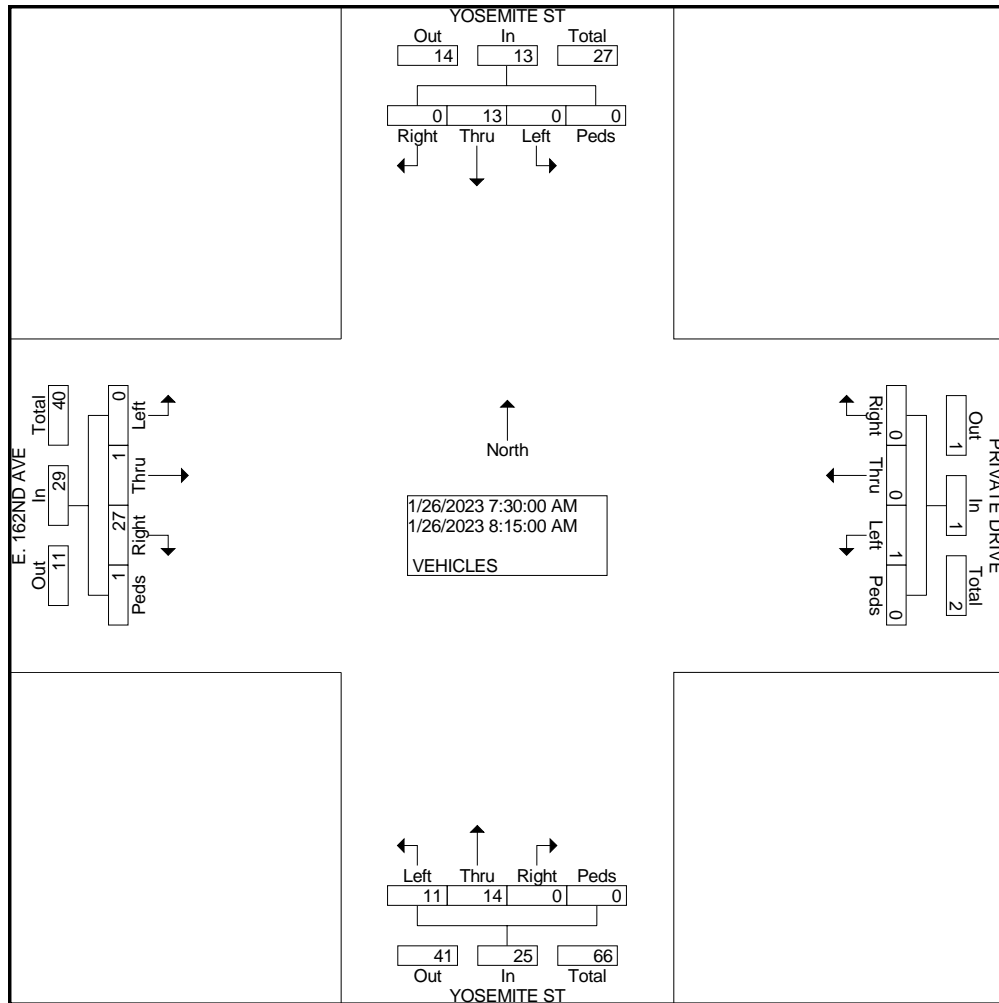 YOSEMITE ST
Out In Total
14 13 27
0 13 0 0
Right Thru Left Peds
E. 162ND AVE
Out In Total
11 29 40
1 27 1 0
Peds Right Thru Left
North
1/26/2023 7:30:00 AM
1/26/2023 8:15:00 AM
VEHICLES
Right Thru Left Peds
0 0 1 0
Out In Total
1 1 2
PRIVATE DRIVE
Left Thru Right Peds
11 14 0 0
41 25 66
Out In Total
YOSEMITE ST